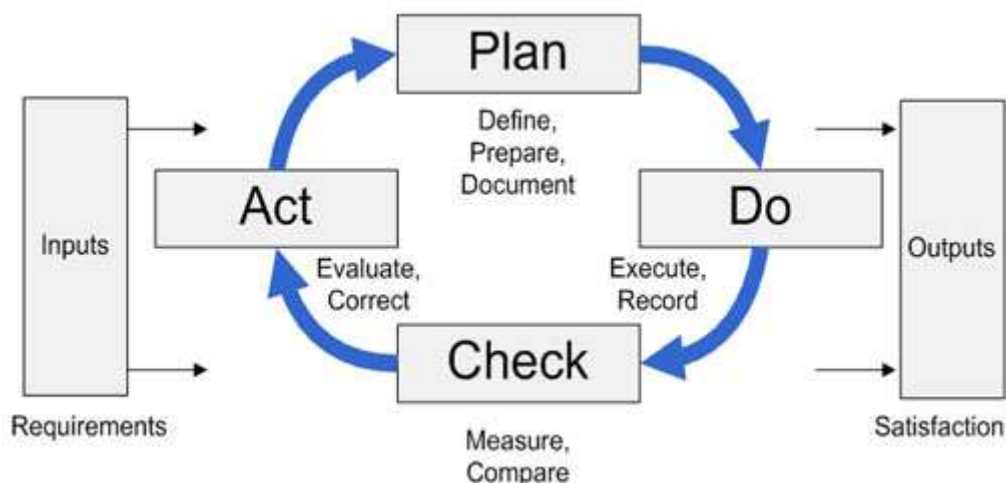 Plan
Define,
Prepare,
Document
Act
Do
Inputs
Outputs
Evaluate,
Correct
Execute,
Record
Check
Requirements
Satisfaction
Measure,
Compare